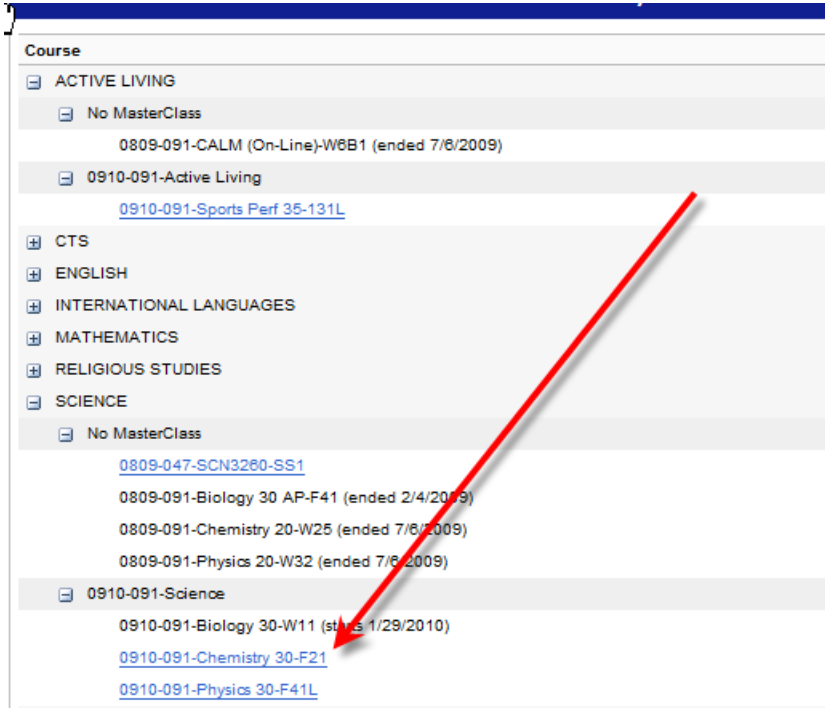 Course
ACTIVE LIVING
No MasterClass
0809-091-CALM (On-Line)-W6B1 (ended 7/6/2009)
0910-091-Active Living
0910-091-Sports Perf 35-131L
CTS
ENGLISH
INTERNATIONAL LANGUAGES
MATHEMATICS
RELIGIOUS STUDIES
SCIENCE
No MasterClass
0809-047-SCN3260-SS1
0809-091-Biology 30 AP-F41 (ended 2/4/2009)
0809-091-Chemistry 20-W25 (ended 7/6/2009)
0809-091-Physics 20-W32 (ended 7/6/2009)
0910-091-Science
0910-091-Biology 30-W11 (starts 1/29/2010)
0910-091-Chemistry 30-F21
0910-091-Physics 30-F41L